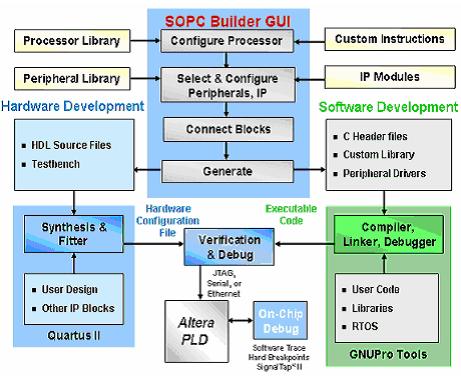 SOPC Builder GUI
Processor Library
Configure Processor
Custom Instructions
Peripheral Library
Select & Configure
Peripherals, IP
IP Modules
Hardware Development
Software Development
Connect Blocks
HDL Source Files
Testbench
C Header files
Custom Library
Peripheral Drivers
Generate
Hardware
Configuration
File
Executable
Code
Synthesis &
Fitter
Verification
& Debug
Compiler,
Linker, Debugger
JTAG,
Serial, or
Ethernet
User Design
Other IP Blocks
Quartus II
Altera
PLD
On-Chip
Debug
Software Trace
Hard Breakpoints
SignalTap® II
User Code
Libraries
RTOS
GNUPro Tools